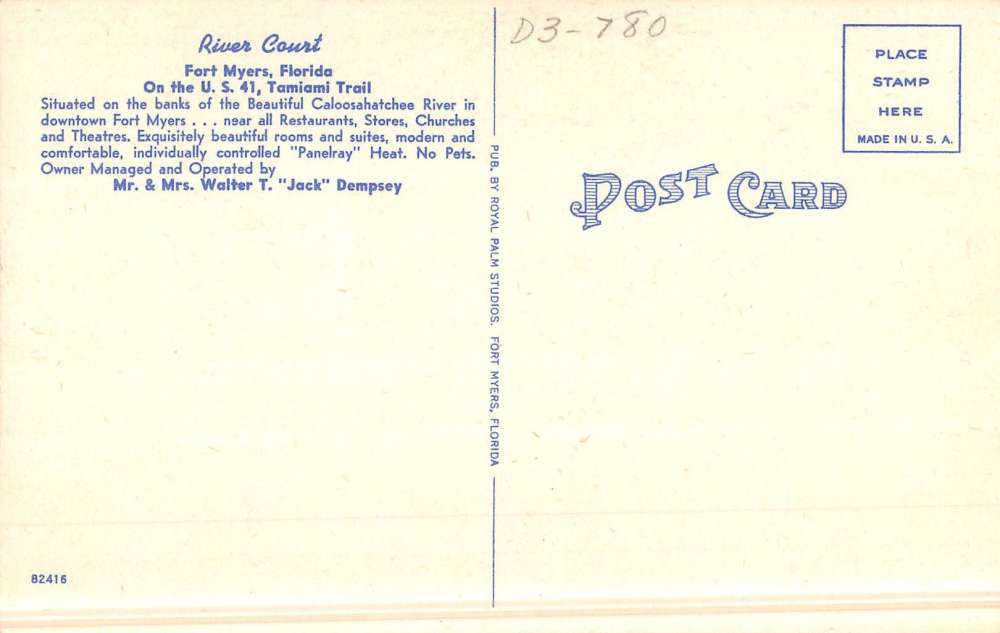 River Court
Fort Myers, Florida
On the U. S. 41, Tamiami Trail
Situated on the banks of the Beautiful Caloosahatchee River in
downtown Fort Myers . . . near all Restaurants, Stores, Churches
and Theatres. Exquisitely beautiful rooms and suites, modern and
comfortable, individually controlled "Panelray" Heat. No Pets.
Owner Managed and Operated by
Mr. & Mrs. Walter T. "Jack" Dempsey
82416
PUB. BY ROYAL PALM STUDIOS. FORT MYERS, FLORIDA
D3-780
POST CARD
PLACE
STAMP
HERE
MADE IN U. S. A.